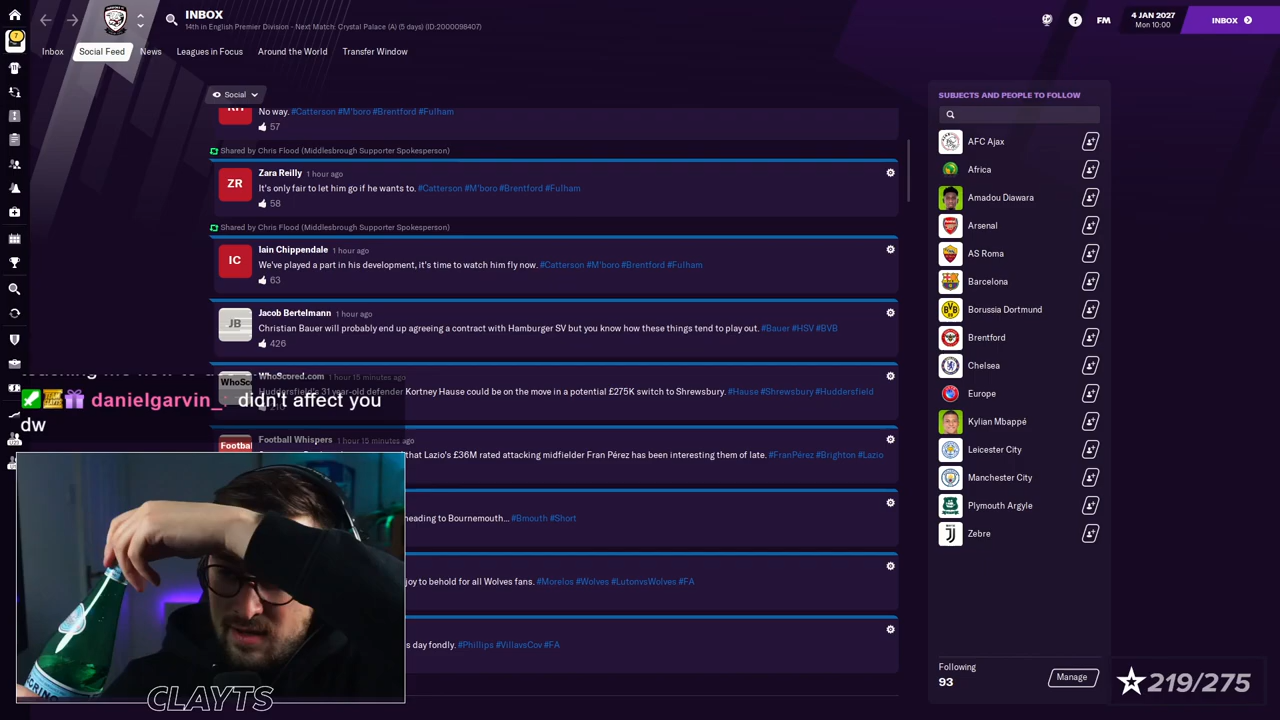 INBOX
14th in English Premier Division - Next Match: Crystal Palace (A) (5 days) (ID:2000098407)
FM
4 JAN 2027
Mon 10:00
INBOX
7
Inbox
Social Feed
News
Leagues in Focus
Around the World
Transfer Window
Social
No way. #Catterson #M'boro #Brentford #Fulham
57
Shared by Chris Flood (Middlesbrough Supporter Spokesperson)
ZR
Zara Reilly 1 hour ago
It's only fair to let him go if he wants to. #Catterson #M'boro #Brentford #Fulham
58
Shared by Chris Flood (Middlesbrough Supporter Spokesperson)
IC
Iain Chippendale 1 hour ago
We've played a part in his development, it's time to watch him fly now. #Catterson #M'boro #Brentford #Fulham
63
JB
Jacob Bertelmann 1 hour ago
Christian Bauer will probably end up agreeing a contract with Hamburger SV but you know how these things tend to play out. #Bauer #HSV #BVB
426
WhoSco
WhoScored.com 1 hour 15 minutes ago
Huddersfield's 31 year-old defender Kortney Hause could be on the move in a potential £275K switch to Shrewsbury. #Hause #Shrewsbury #Huddersfield
danielgarvin_: didn't affect you
dw
Football
Football Whispers 1 hour 15 minutes ago
that Lazio's £36M rated attacking midfielder Fran Pérez has been interesting them of late. #FranPérez #Brighton #Lazio
heading to Bournemouth... #Bmouth #Short
joy to behold for all Wolves fans. #Morelos #Wolves #LutonvsWolves #FA
s day fondly. #Phillips #VillavsCov #FA
CLAYTS
SUBJECTS AND PEOPLE TO FOLLOW
AFC Ajax
Africa
Amadou Diawara
Arsenal
AS Roma
Barcelona
Borussia Dortmund
Brentford
Chelsea
Europe
Kylian Mbappé
Leicester City
Manchester City
Plymouth Argyle
Zebre
Following
93
Manage
219/275